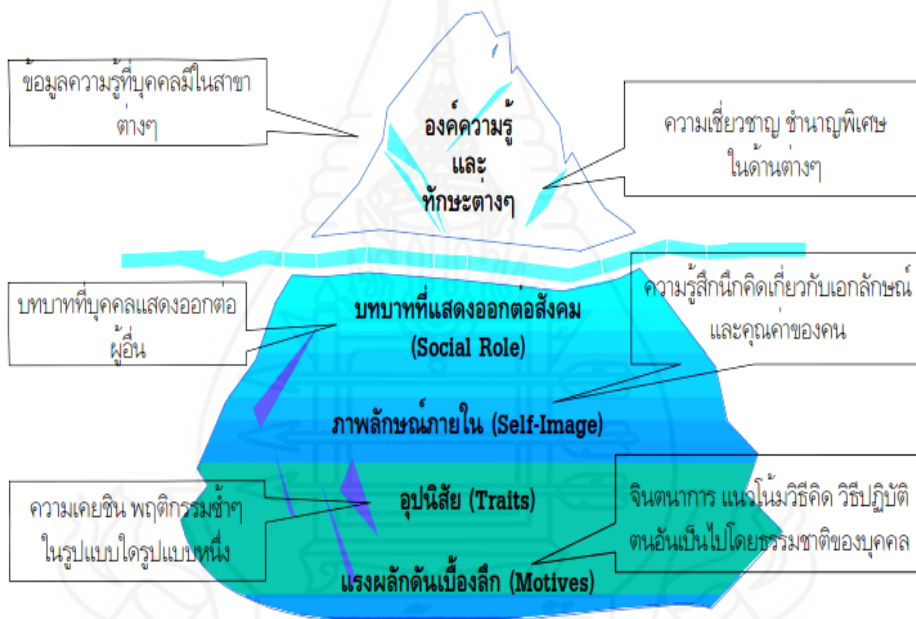 ข้อมูลความรู้ที่บุคคลมีในสาขา
ต่างๆ
องค์ความรู้
และ
ทักษะต่างๆ
ความเชี่ยวชาญ ชำนาญพิเศษ
ในด้านต่างๆ
บทบาทที่บุคคลแสดงออกต่อ
ผู้อื่น
บทบาทที่แสดงออกต่อสังคม
(Social Role)
ความรู้สึกนึกคิดเกี่ยวกับเอกลักษณ์
และคุณค่าของคน
ภาพลักษณ์ภายใน (Self-Image)
ความเคยชิน พฤติกรรมซ้ำๆ
ในรูปแบบใดรูปแบบหนึ่ง
อุปนิสัย (Traits)
จินตนาการ แนวโน้มวิธีคิด วิธีปฏิบัติ
ตนอันเป็นไปโดยธรรมชาติของบุคคล
แรงผลักดันเบื้องลึก (Motives)